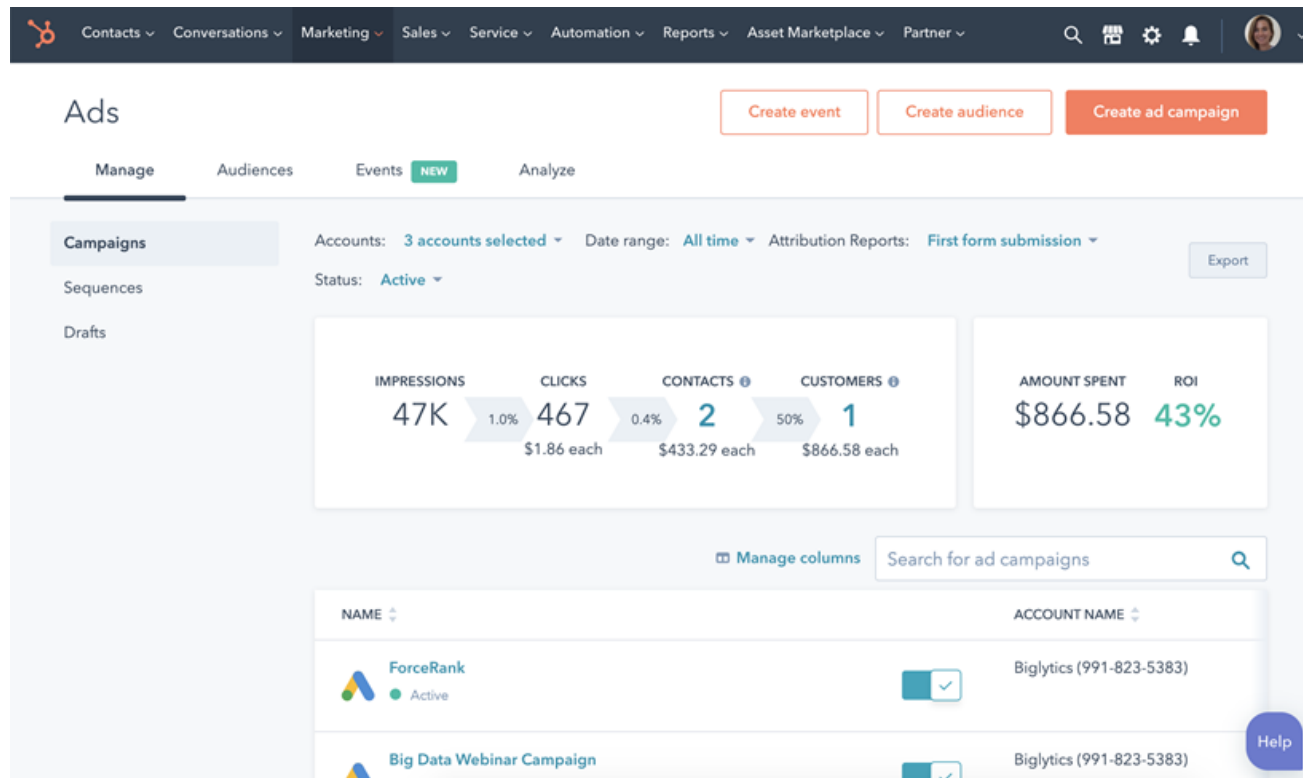 Contacts Conversations Marketing Sales Service Automation Reports Asset Marketplace Partner
Ads
Create event Create audience Create ad campaign
Manage Audiences Events NEW Analyze
Campaigns
Sequences
Drafts
Accounts: 3 accounts selected Date range: All time Attribution Reports: First form submission
Status: Active
Export
IMPRESSIONS CLICKS CONTACTS CUSTOMERS
47K 1.0% 467 0.4% 2 50% 1
$1.86 each $433.29 each $866.58 each
AMOUNT SPENT ROI
$866.58 43%
Manage columns Search for ad campaigns
NAME ACCOUNT NAME
ForceRank Biglytics (991-823-5383)
Active
Big Data Webinar Campaign Biglytics (991-823-5383)
Help